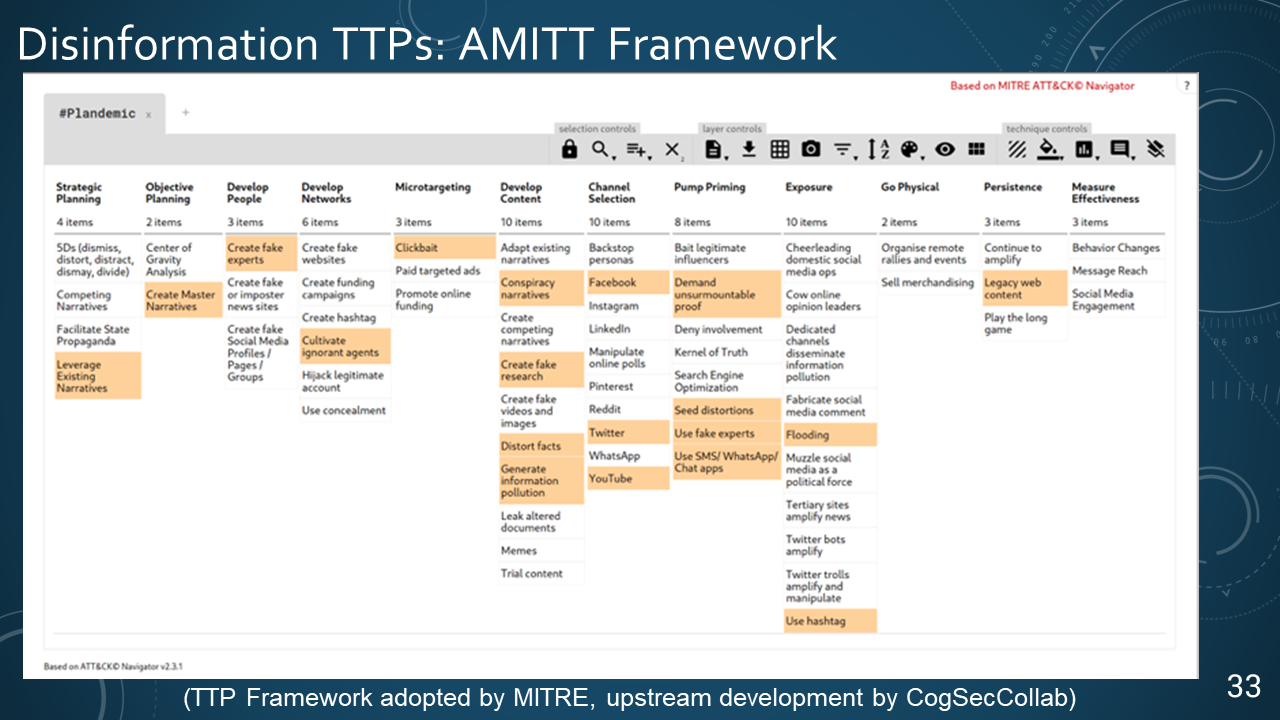 Disinformation TTPs: AMITT Framework
Based on MITRE ATT&CK© Navigator
?
#Plandemic x +
selection controls
layer controls
technique controls
Strategic
Planning
4 items
5Ds (dismiss,
distort, distract,
dismay, divide)
Competing
Narratives
Facilitate State
Propaganda
Leverage
Existing
Narratives
Objective
Planning
2 items
Center of
Gravity
Analysis
Create Master
Narratives
Develop
People
3 items
Create fake
experts
Create fake
or imposter
news sites
Create fake
Social Media
Profiles /
Pages /
Groups
Develop
Networks
6 items
Create fake
websites
Create funding
campaigns
Create hashtag
Cultivate
ignorant agents
Hijack legitimate
account
Use concealment
Microtargeting
3 items
Clickbait
Paid targeted ads
Promote online
funding
Develop
Content
10 items
Adapt existing
narratives
Conspiracy
narratives
Create
competing
narratives
Create fake
research
Create fake
videos and
images
Distort facts
Generate
information
pollution
Leak altered
documents
Memes
Trial content
Channel
Selection
10 items
Backstop
personas
Facebook
Instagram
LinkedIn
Manipulate
online polls
Pinterest
Reddit
Twitter
WhatsApp
YouTube
Pump Priming
8 items
Bait legitimate
influencers
Demand
unsurmountable
proof
Deny involvement
Kernel of Truth
Search Engine
Optimization
Seed distortions
Use fake experts
Use SMS/ WhatsApp/
Chat apps
Exposure
10 items
Cheerleading
domestic social
media ops
Cow online
opinion leaders
Dedicated
channels
disseminate
information
pollution
Fabricate social
media comment
Flooding
Muzzle social
media as a
political force
Tertiary sites
amplify news
Twitter bots
amplify
Twitter trolls
amplify and
manipulate
Use hashtag
Go Physical
2 items
Organise remote
rallies and events
Sell merchandising
Persistence
3 items
Continue to
amplify
Legacy web
content
Play the long
game
Measure
Effectiveness
3 items
Behavior Changes
Message Reach
Social Media
Engagement
Based on ATT&CK© Navigator v2.3.1
(TTP Framework adopted by MITRE, upstream development by CogSecCollab)
33